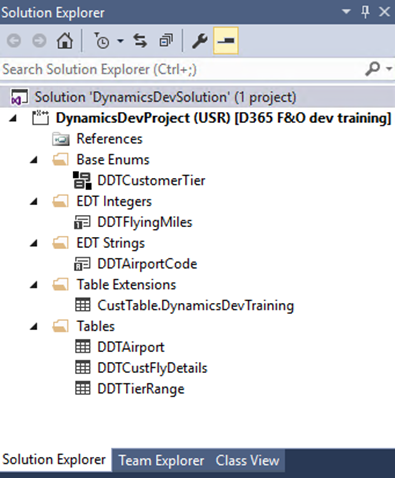 Solution Explorer
Search Solution Explorer (Ctrl+;)
Solution 'DynamicsDevSolution' (1 project)
DynamicsDevProject (USR) [D365 F&O dev training]
References
Base Enums
DDTCustomerTier
EDT Integers
DDTFlyingMiles
EDT Strings
DDTAirportCode
Table Extensions
CustTable.DynamicsDevTraining
Tables
DDTAirport
DDTCustFlyDetails
DDTTierRange
Solution Explorer Team Explorer Class View